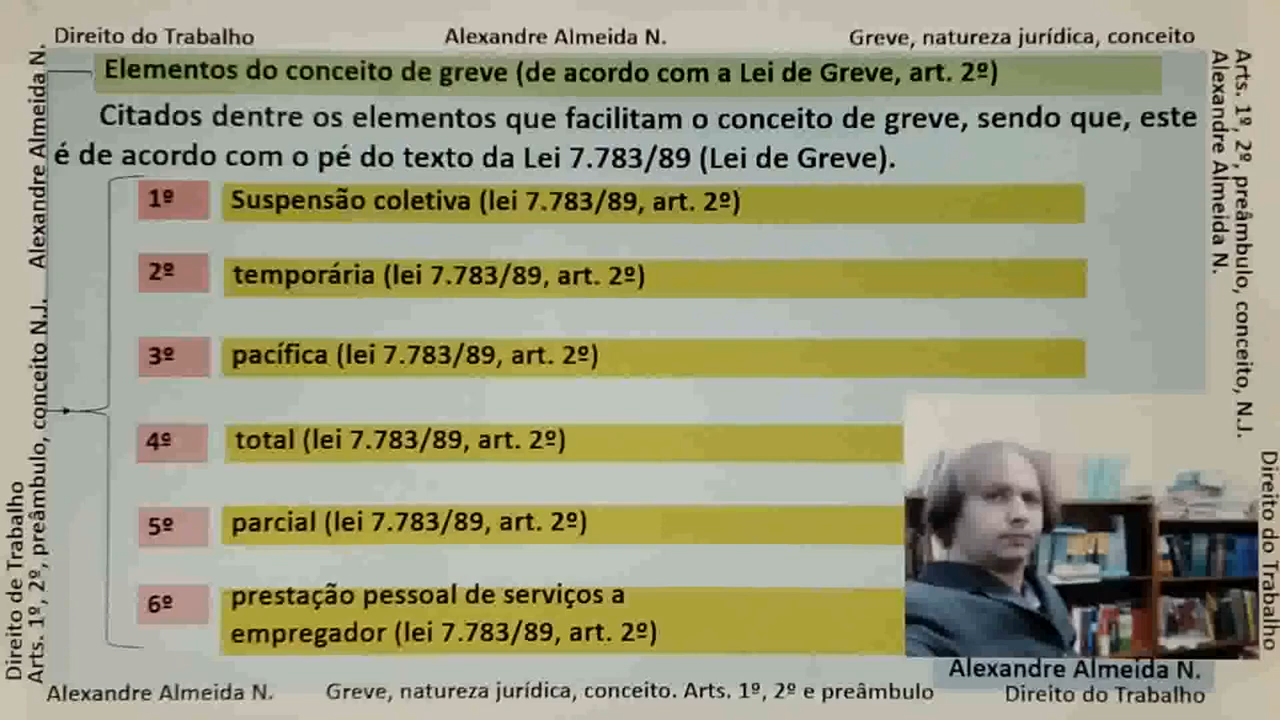 Direito do Trabalho
Alexandre Almeida N.
Greve, natureza jurídica, conceito
Elementos do conceito de greve (de acordo com a Lei de Greve, art. 2º)
Citados dentre os elementos que facilitam o conceito de greve, sendo que, este
é de acordo com o pé do texto da Lei 7.783/89 (Lei de Greve).
1º
Suspensão coletiva (lei 7.783/89, art. 2º)
2º
temporária (lei 7.783/89, art. 2º)
3º
pacífica (lei 7.783/89, art. 2º)
4º
total (lei 7.783/89, art. 2º)
5º
parcial (lei 7.783/89, art. 2º)
6º
prestação pessoal de serviços a
empregador (lei 7.783/89, art. 2º)
Alexandre Almeida N.
Direito do Trabalho
Alexandre Almeida N.
Greve, natureza jurídica, conceito. Arts. 1º, 2º e preâmbulo
Direito de Trabalho
Arts. 1º, 2º, preâmbulo, conceito N.J. Alexandre Almeida N.
Arts. 1º, 2º, preâmbulo, conceito, N.J.
Alexandre Almeida N.
Direito do Trabalho